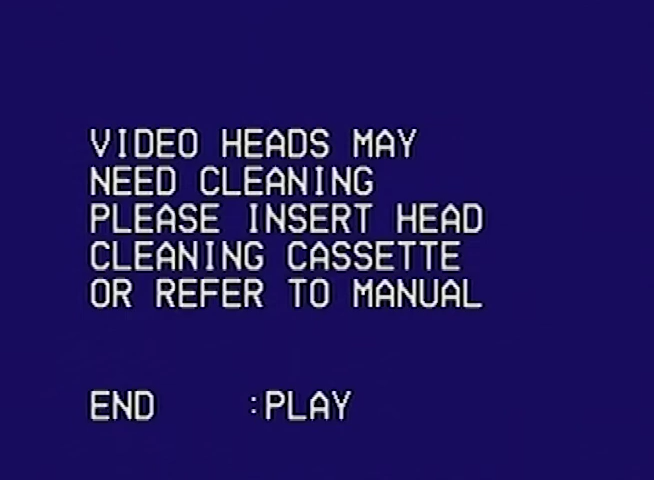 VIDEO HEADS MAY
NEED CLEANING
PLEASE INSERT HEAD
CLEANING CASSETTE
OR REFER TO MANUAL
END :PLAY